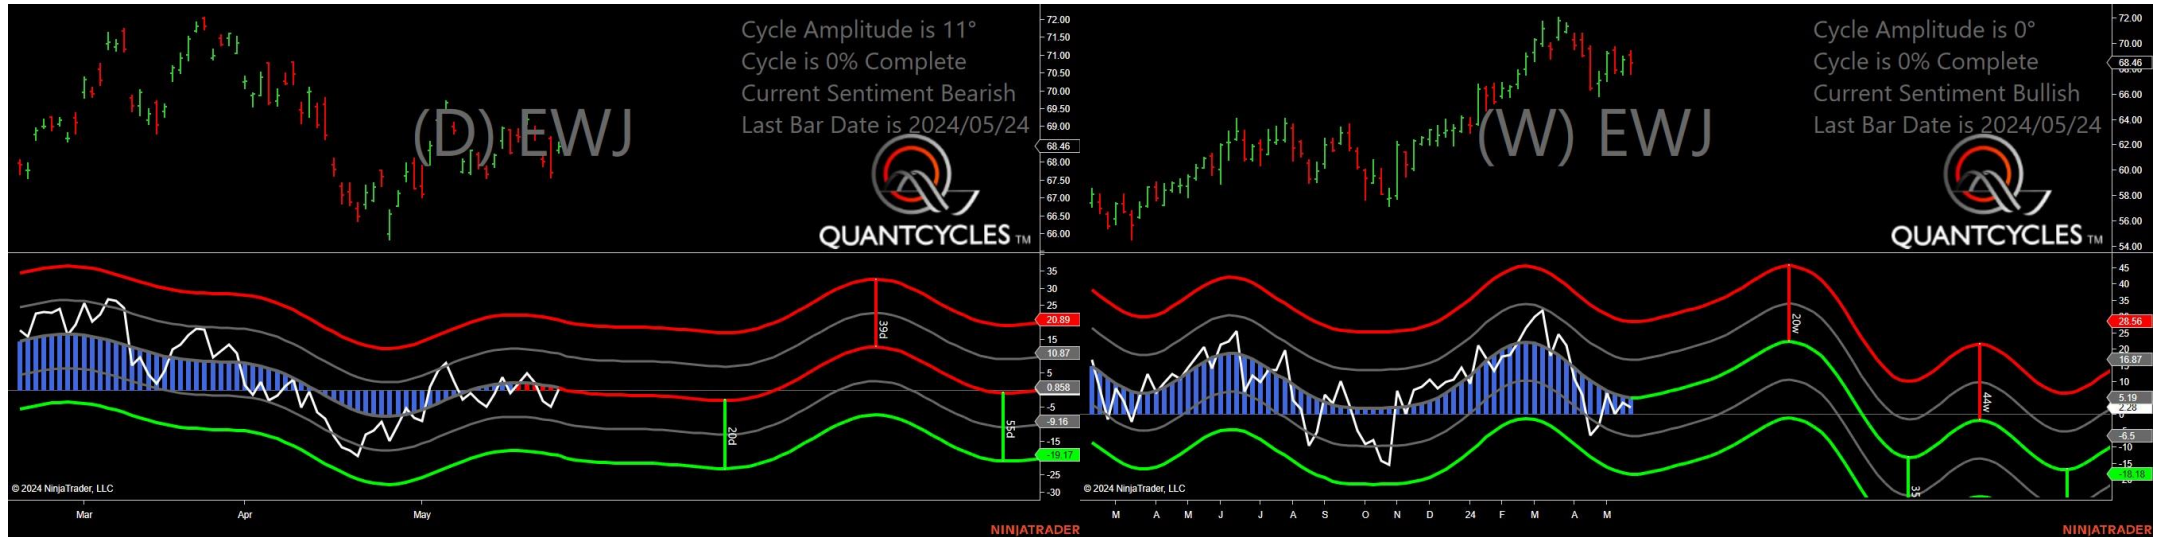 Cycle Amplitude is 11°
Cycle is 0% Complete
Current Sentiment Bearish
Last Bar Date is 2024/05/24
(D) EWJ
QUANTCYCLES TM
72.00
71.50
71.00
70.50
70.00
69.50
69.00
68.46
67.50
67.00
66.50
66.00
35
30
25
20.89
15
10.87
5
0.858
-5
-9.16
-15
-19.17
-25
-30
39d
20d
55d
© 2024 NinjaTrader, LLC
Mar
Apr
May
NINJATRADER
Cycle Amplitude is 0°
Cycle is 0% Complete
Current Sentiment Bullish
Last Bar Date is 2024/05/24
(W) EWJ
QUANTCYCLES TM
72.00
70.00
68.46
66.00
64.00
62.00
60.00
58.00
56.00
54.00
45
40
35
28.56
25
20
16.87
10
5.19
2.28
-6.5
-10
-15
-18.18
20w
44w
35
© 2024 NinjaTrader, LLC
M A M J J A S O N D 24 F M A M
NINJATRADER